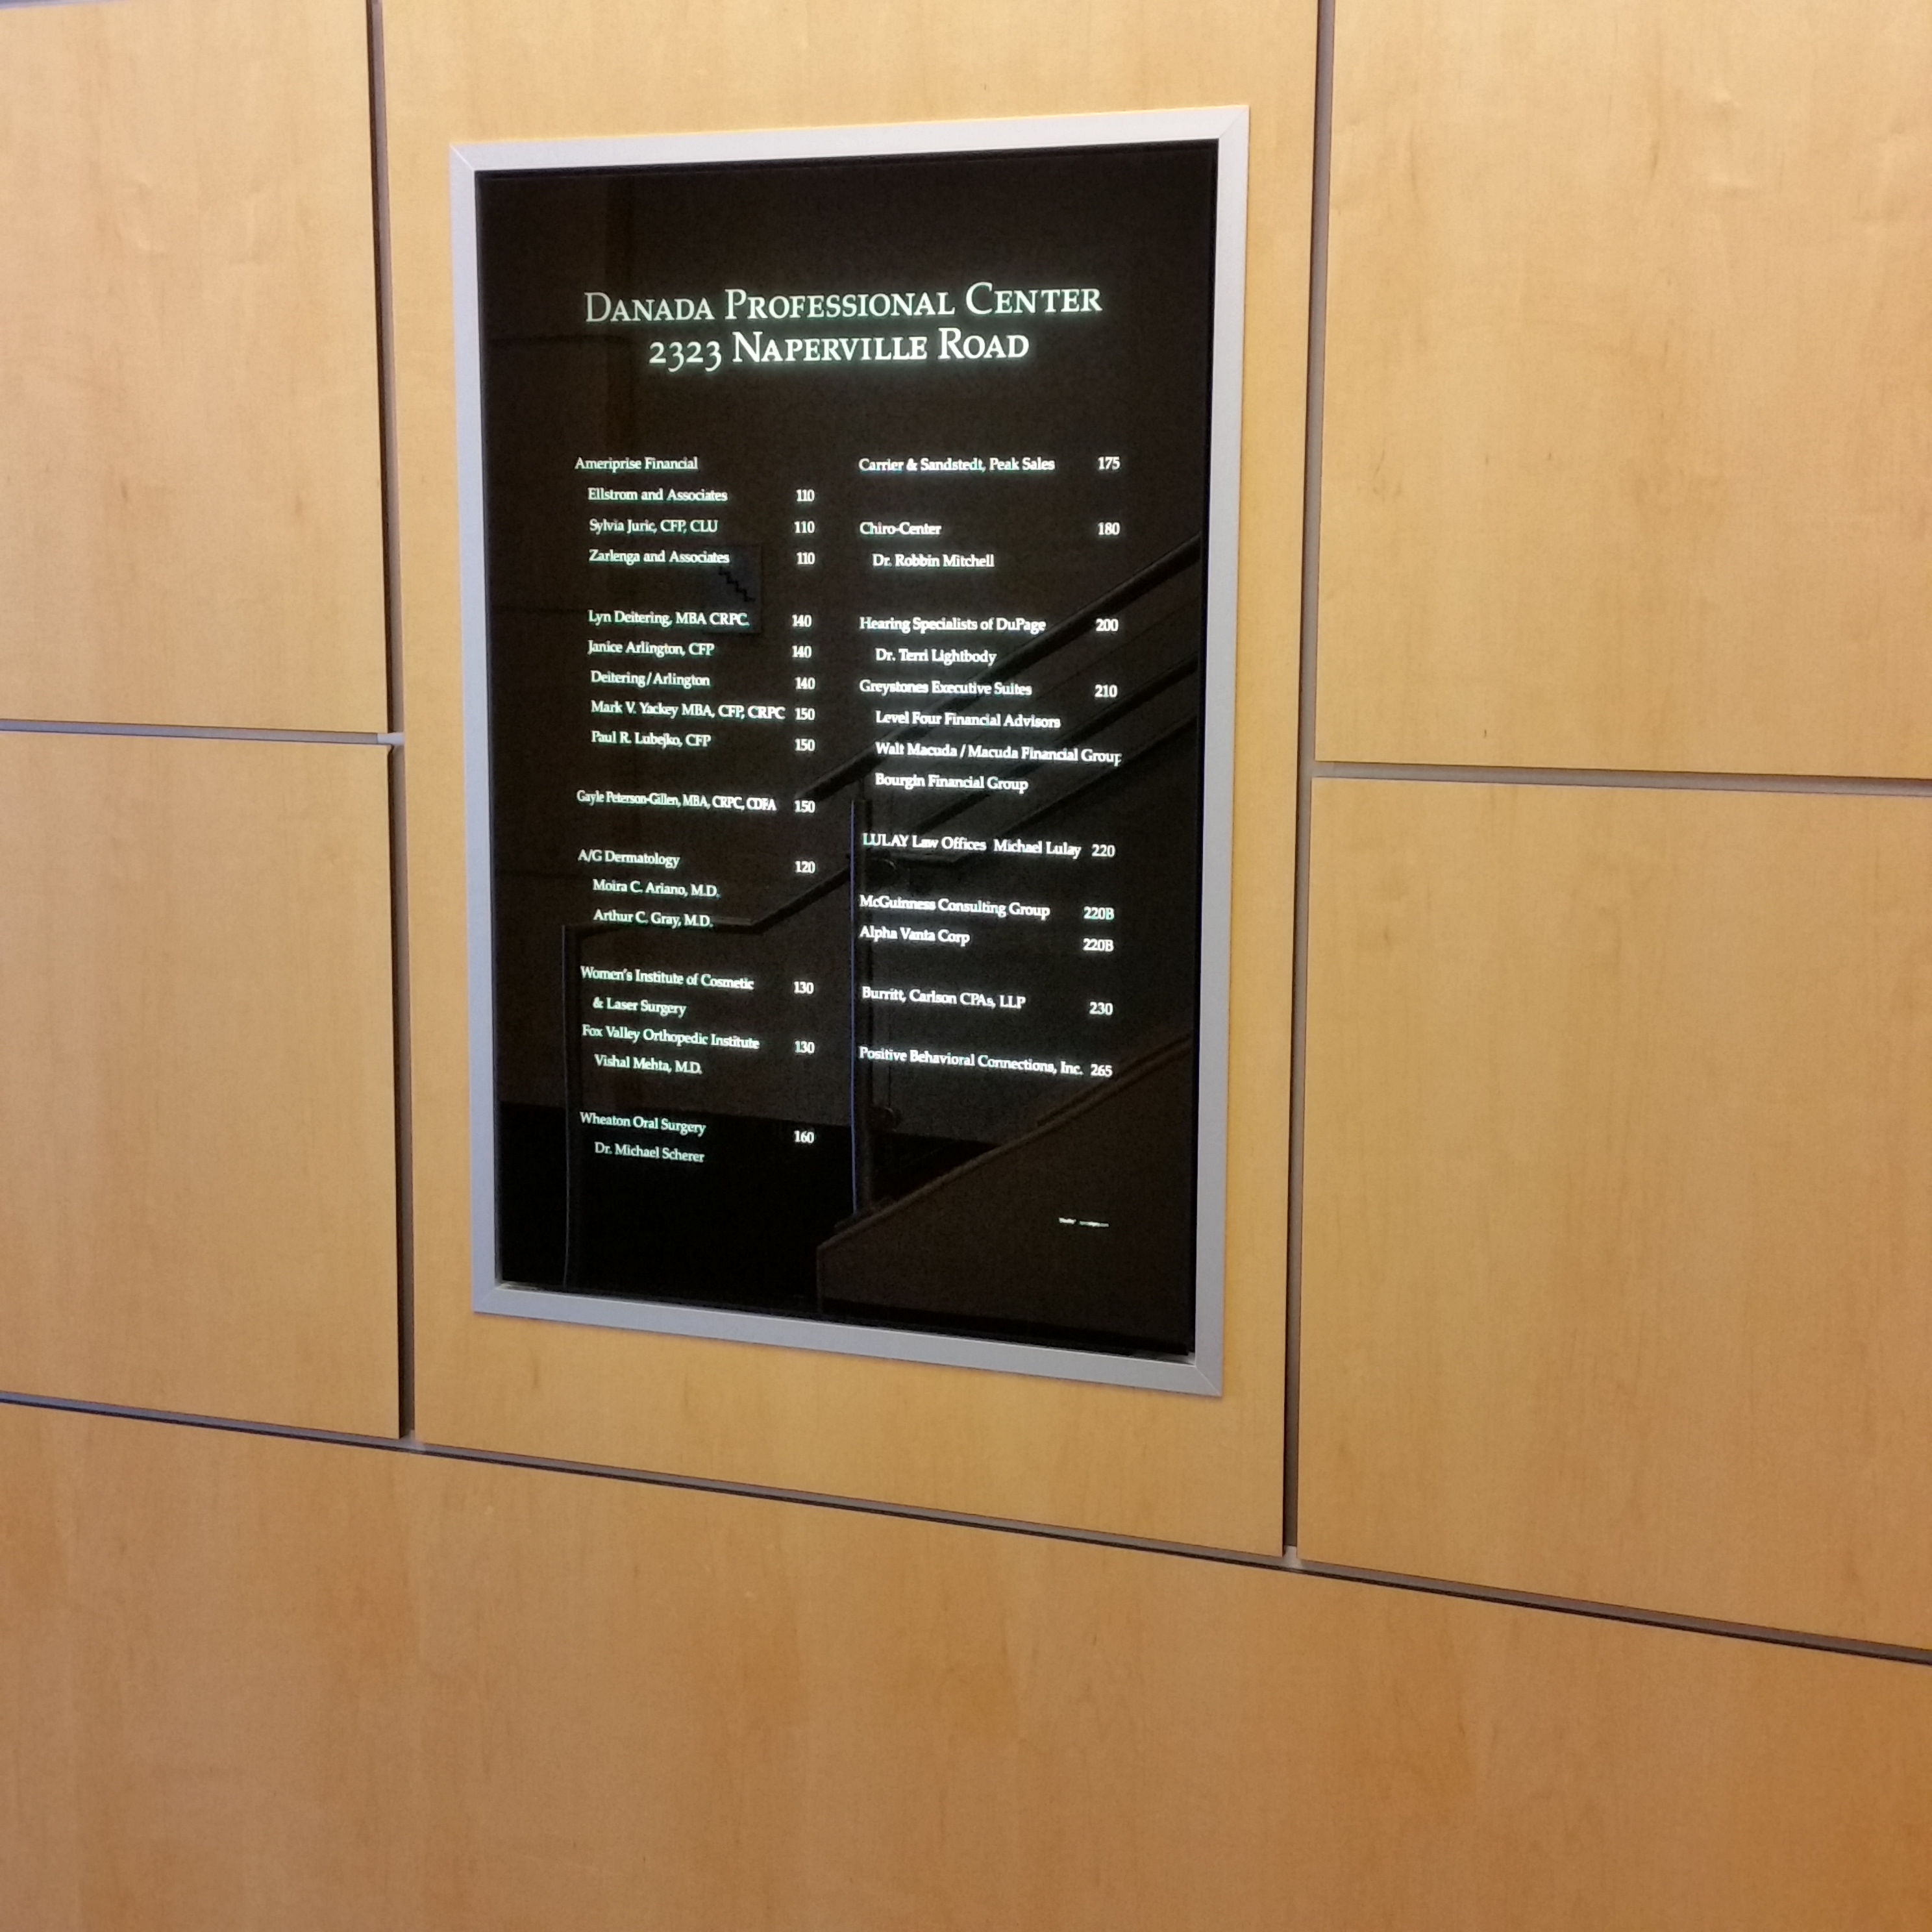 DANADA PROFESSIONAL CENTER
2323 NAPERVILLE ROAD
Ameriprise Financial
Ellstrom and Associates 110
Sylvia Juric, CFP, CLU 110
Zarlenga and Associates 110
Lyn Deitering, MBA CRPC. 140
Janice Arlington, CFP 140
Deitering/Arlington 140
Mark V. Yackey MBA, CFP, CRPC 150
Paul R. Lubejko, CFP 150
Gayle Peterson-Gillen, MBA, CRPC, CDFA 150
A/G Dermatology 120
Moira C. Ariano, M.D.
Arthur C. Gray, M.D.
Women's Institute of Cosmetic 130
& Laser Surgery
Fox Valley Orthopedic Institute 130
Vishal Mehta, M.D.
Wheaton Oral Surgery 160
Dr. Michael Scherer
Carrier & Sandstedt, Peak Sales 175
Chiro-Center 180
Dr. Robbin Mitchell
Hearing Specialists of DuPage 200
Dr. Terri Lightbody
Greystones Executive Suites 210
Level Four Financial Advisors
Walt Macuda / Macuda Financial Group
Bourgin Financial Group
LULAY Law Offices Michael Lulay 220
McGuinness Consulting Group 220B
Alpha Vanta Corp 220B
Burritt, Carlson CPAs, LLP 230
Positive Behavioral Connections, Inc. 265